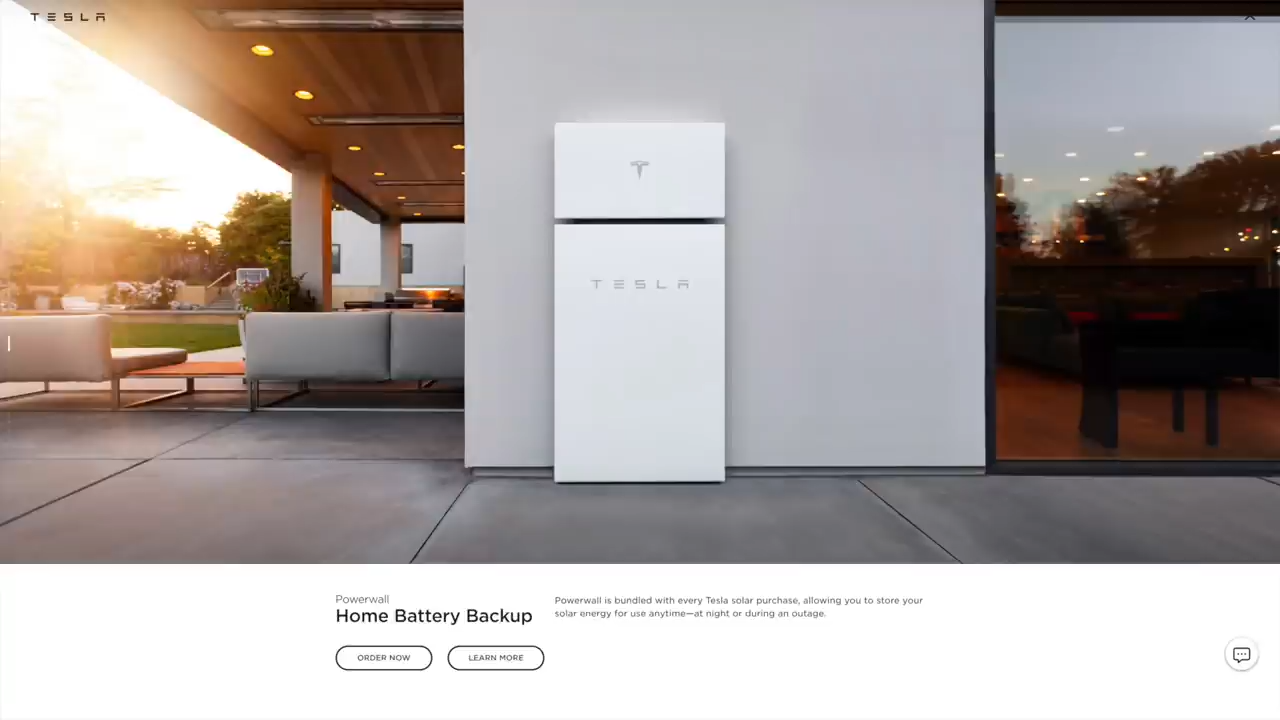 TESLA
TESLA
Powerwall
Home Battery Backup
Powerwall is bundled with every Tesla solar purchase, allowing you to store your
solar energy for use anytime—at night or during an outage.
ORDER NOW
LEARN MORE